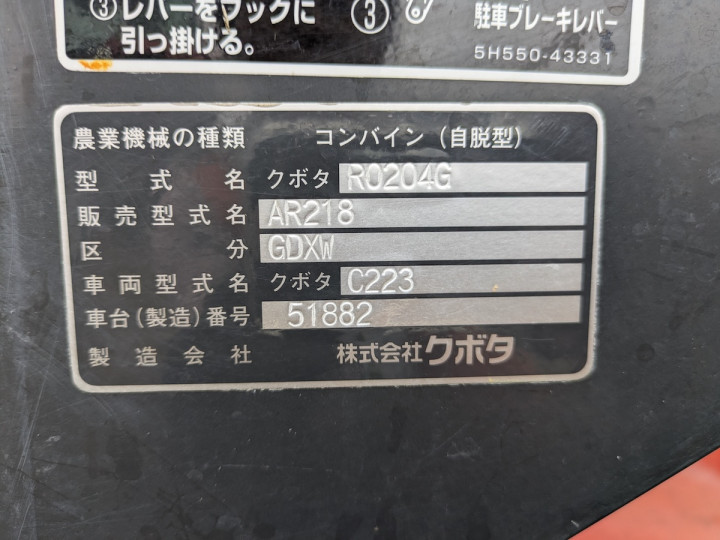 ③レバーをフックに
引っ掛ける。
③
駐車ブレーキレバー
5H550-43331
農業機械の種類 コンバイン（自脱型）
型式名 クボタ R0204G
販売型式名 AR218
区分 GDXW
車両型式名 クボタ C223
車台(製造)番号 51882
製造会社 株式会社クボタ